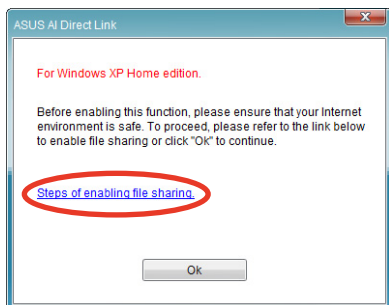 ASUS AI Direct Link
For Windows XP Home edition.
Before enabling this function, please ensure that your Internet
environment is safe. To proceed, please refer to the link below
to enable file sharing or click "Ok" to continue.
Steps of enabling file sharing.
Ok